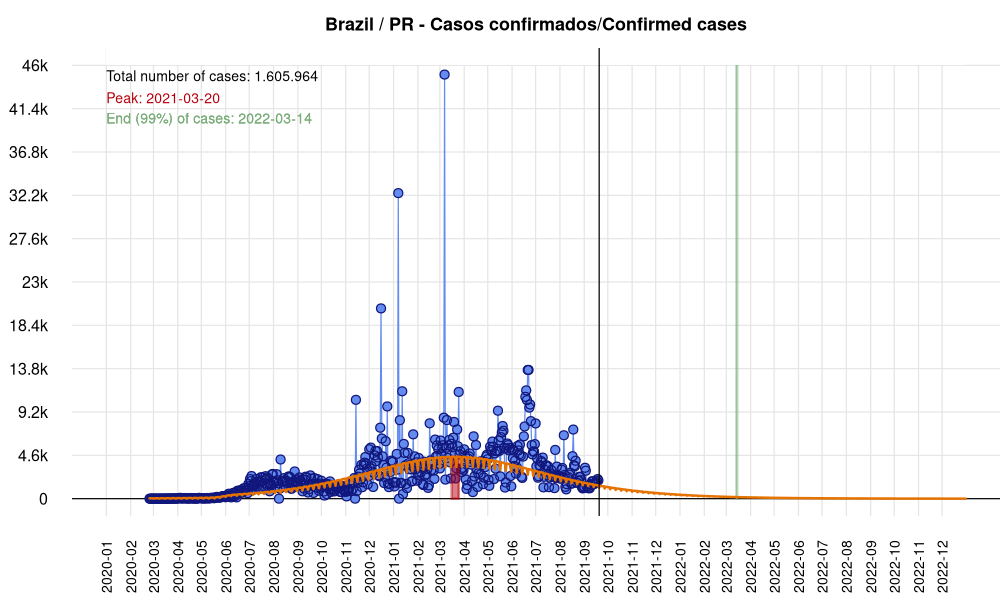 Brazil / PR - Casos confirmados/Confirmed cases
Total number of cases: 1.605.964
Peak: 2021-03-20
End (99%) of cases: 2022-03-14
46k
41.4k
36.8k
32.2k
27.6k
23k
18.4k
13.8k
9.2k
4.6k
0
2020-01
2020-02
2020-03
2020-04
2020-05
2020-06
2020-07
2020-08
2020-09
2020-10
2020-11
2020-12
2021-01
2021-02
2021-03
2021-04
2021-05
2021-06
2021-07
2021-08
2021-09
2021-10
2021-11
2021-12
2022-01
2022-02
2022-03
2022-04
2022-05
2022-06
2022-07
2022-08
2022-09
2022-10
2022-11
2022-12